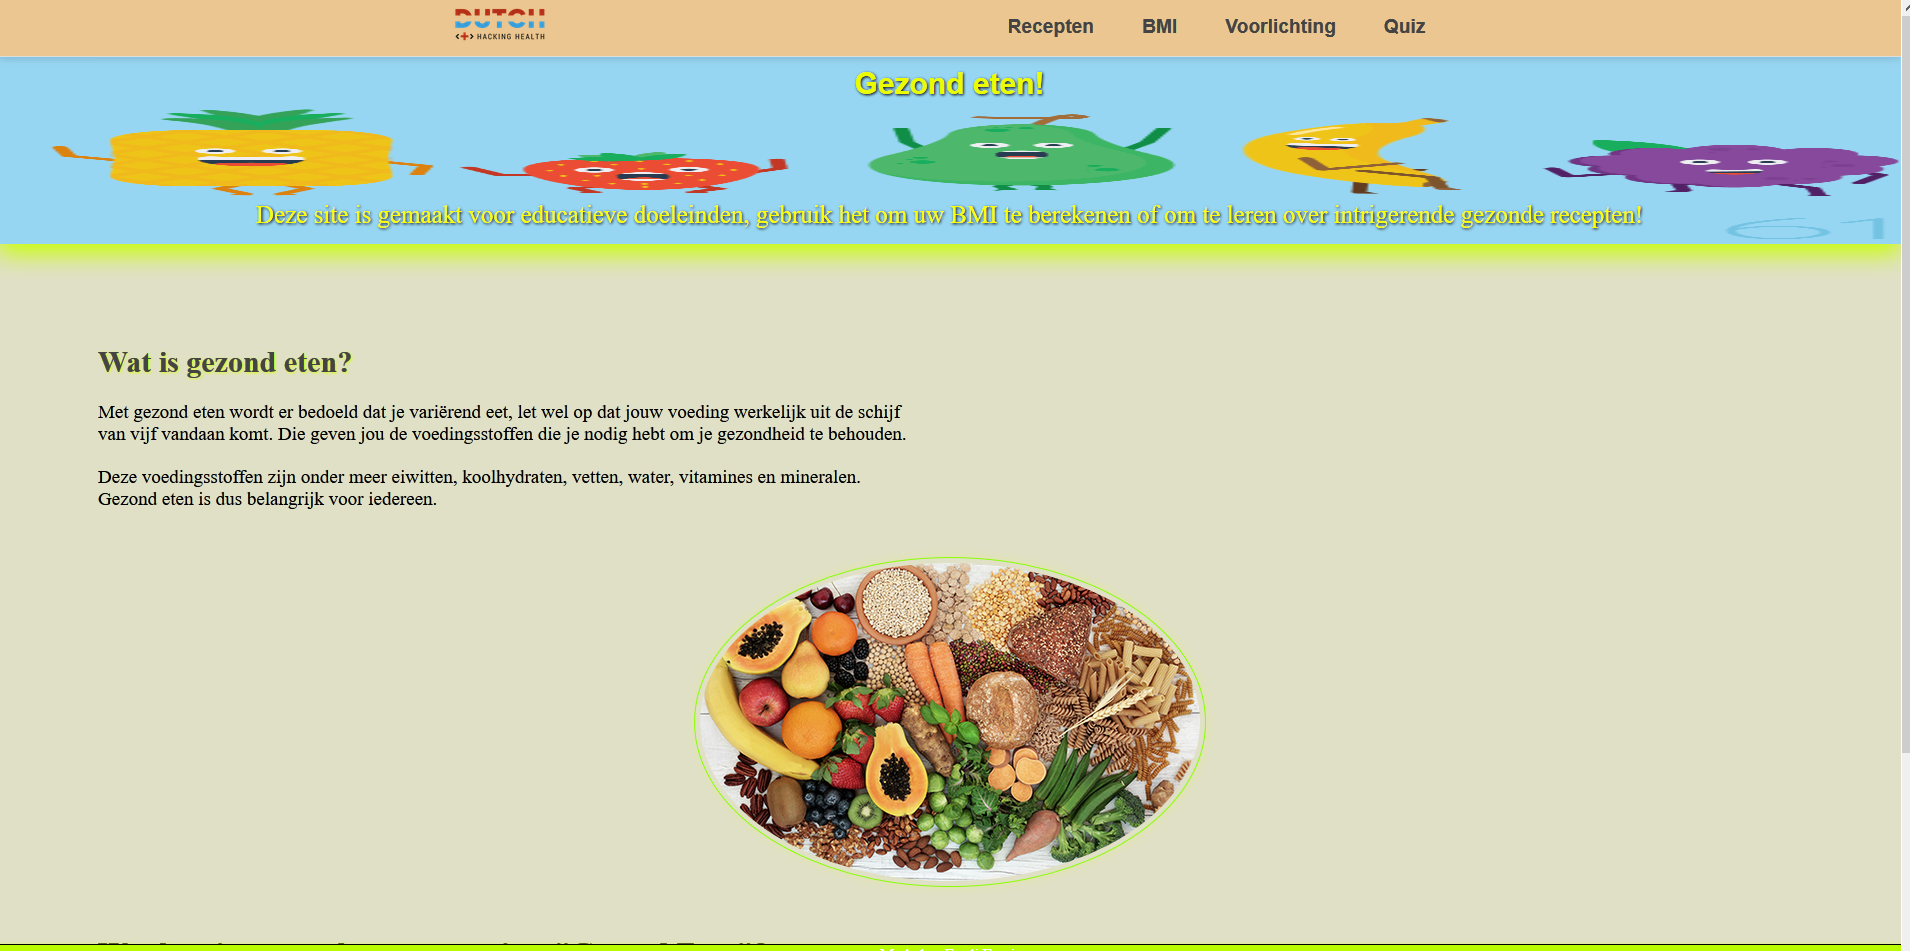 DUTCH
HACKING HEALTH
Recepten BMI Voorlichting Quiz
Gezond eten!
Deze site is gemaakt voor educatieve doeleinden, gebruik het om uw BMI te berekenen of om te leren over intrigerende gezonde recepten!
61
Wat is gezond eten?
Met gezond eten wordt er bedoeld dat je variërend eet, let wel op dat jouw voeding werkelijk uit de schijf
van vijf vandaan komt. Die geven jou de voedingsstoffen die je nodig hebt om je gezondheid te behouden.
Deze voedingsstoffen zijn onder meer eiwitten, koolhydraten, vetten, water, vitamines en mineralen.
Gezond eten is dus belangrijk voor iedereen.